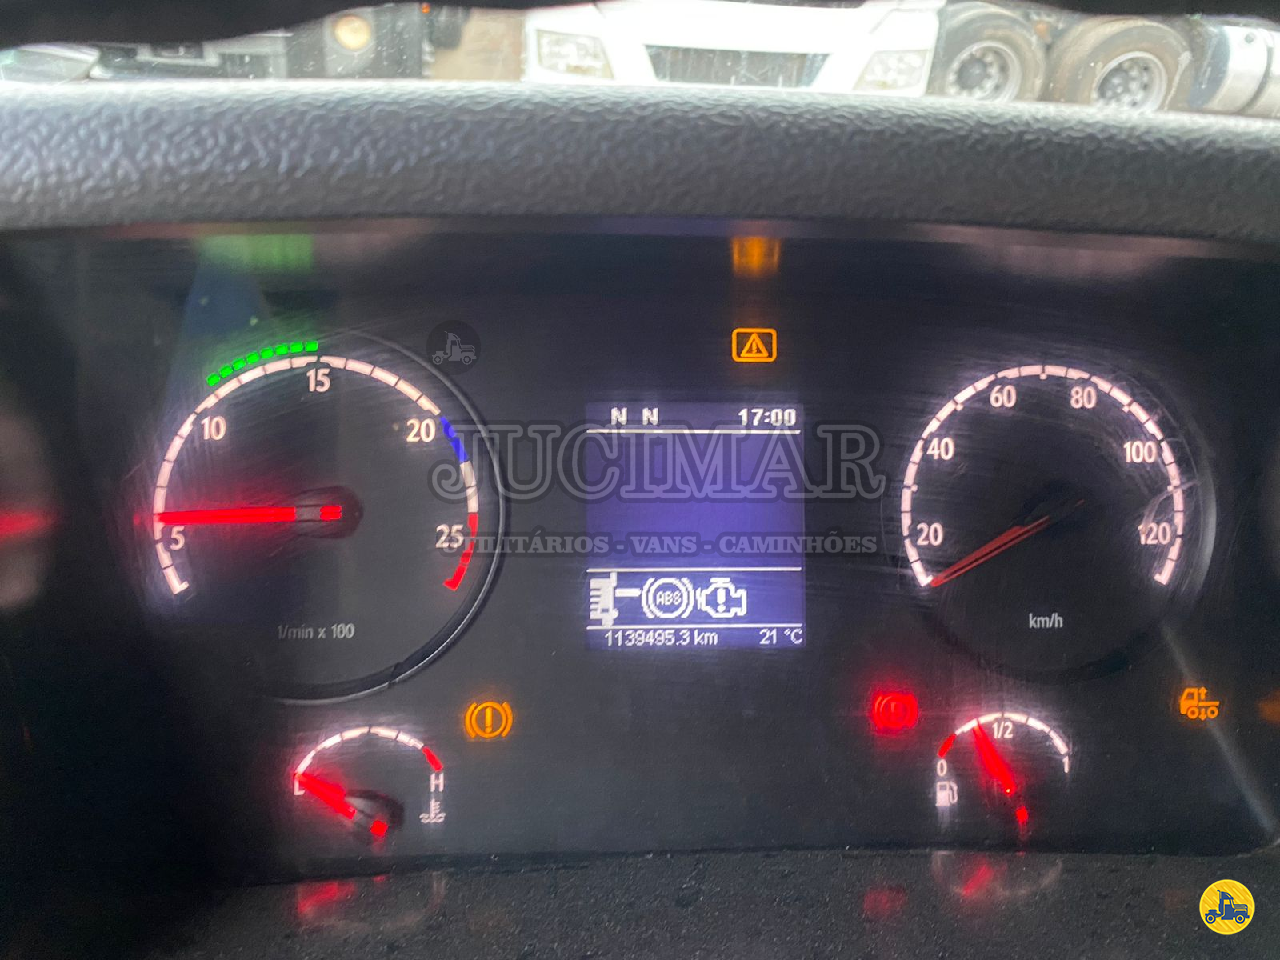 N N 17:00
5
10
15
20
25
1/min x 100
20
40
60
80
100
120
km/h
JUCIMAR
MILITÁRIOS - VANS - CAMINHÕES
ABS
1139495.3 km 21 °C
H
0
1/2
1